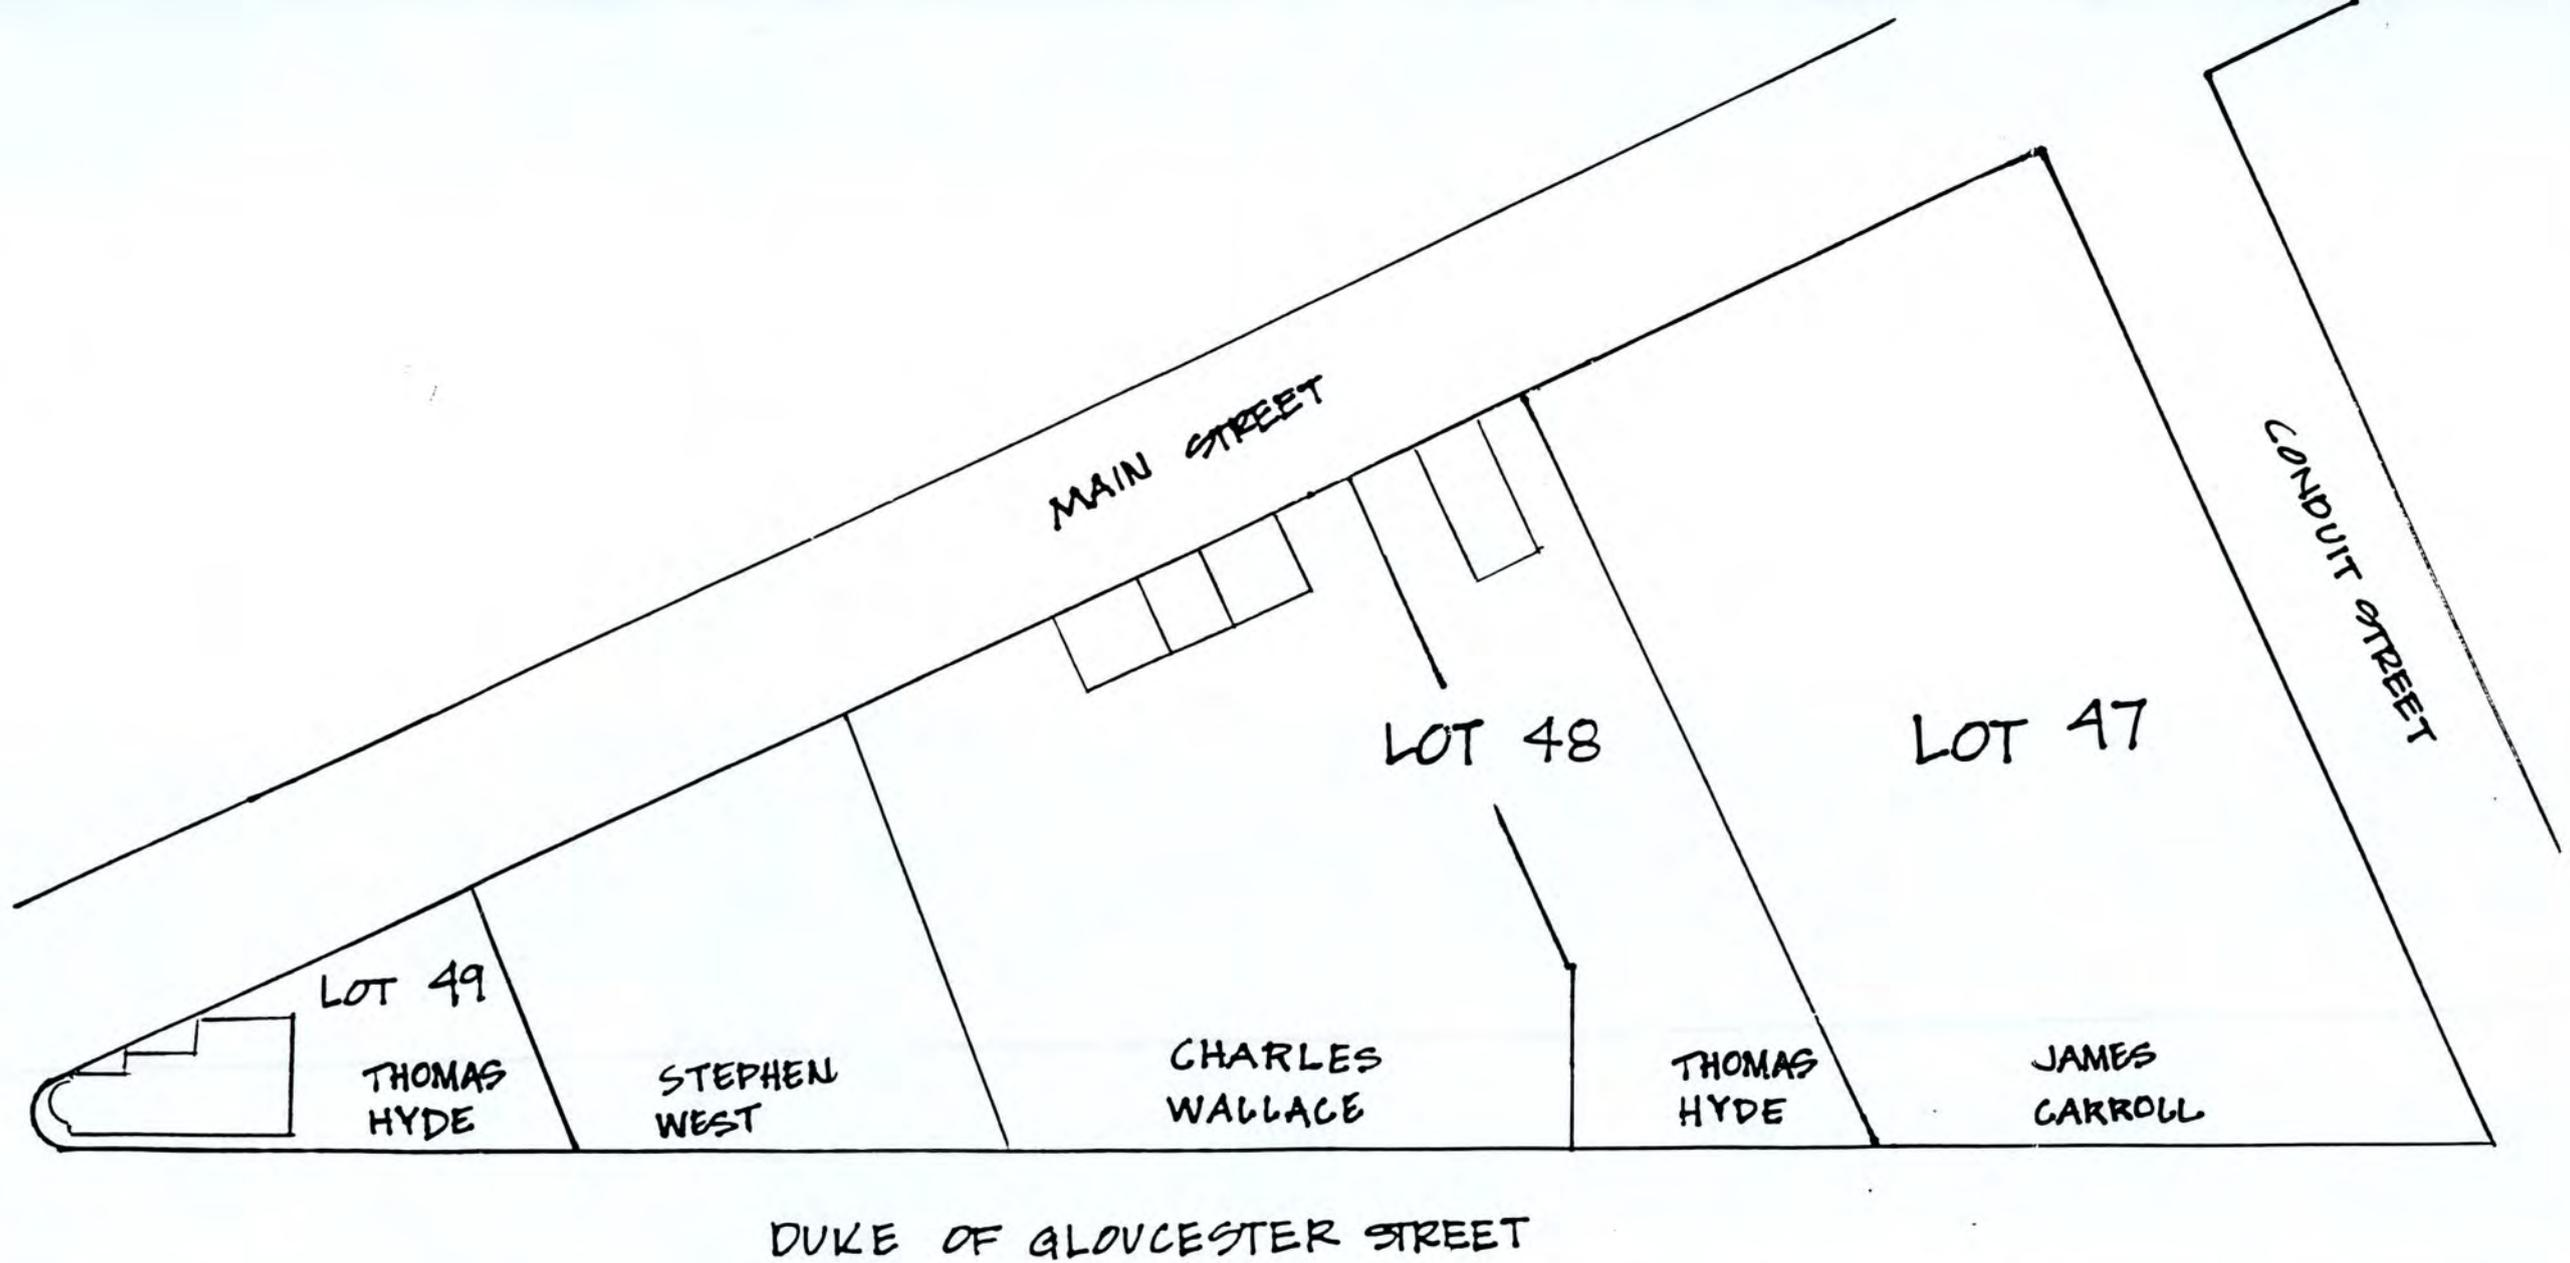 MAIN STREET
CONDUIT STREET
LOT 48
LOT 47
LOT 49
THOMAS
HYDE
STEPHEN
WEST
CHARLES
WALLACE
THOMAS
HYDE
JAMES
CARROLL
DUKE OF GLOUCESTER STREET